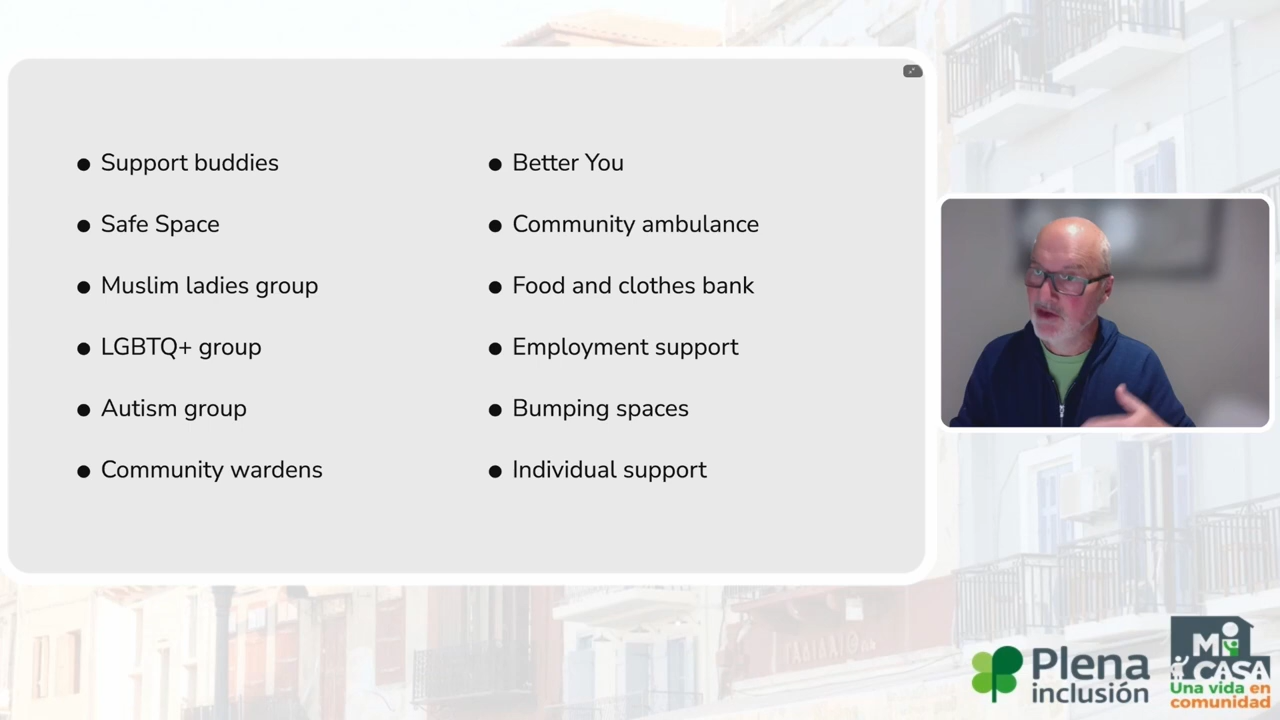 Support buddies
Safe Space
Muslim ladies group
LGBTQ+ group
Autism group
Community wardens
Better You
Community ambulance
Food and clothes bank
Employment support
Bumping spaces
Individual support
Plena
inclusión
Mi
CASA
Una vida en
comunidad